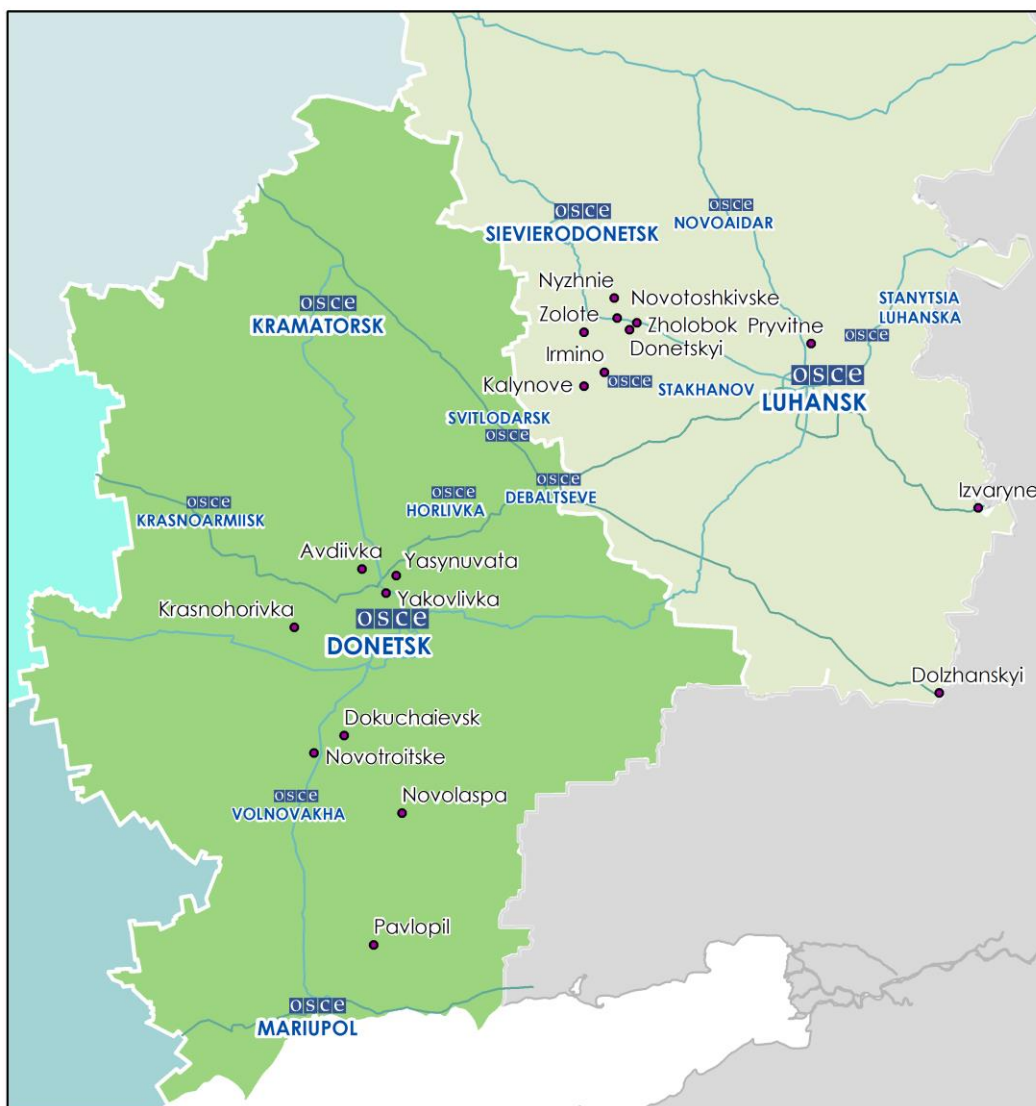 osce
SIEVIERODONETSK
osce
NOVOAIDAR
Nyzhnie
Novotoshkivske
Zolote
Zholobok
Pryvitne
Donetskyi
STANYTSIA
LUHANSKA
osce
osce
KRAMATORSK
Irmino
Kalynove
osce
STAKHANOV
osce
LUHANSK
SVITLODARSK
osce
osce
DEBALTSEVE
osce
HORLIVKA
osce
KRASNOARMIISK
Izvaryne
Avdiivka
Yasynuvata
Yakovlivka
Krasnohorivka
osce
DONETSK
Dolzhanskyi
Dokuchaievsk
Novotroitske
osce
VOLNOVAKHA
Novolaspa
Pavlopil
osce
MARIUPOL